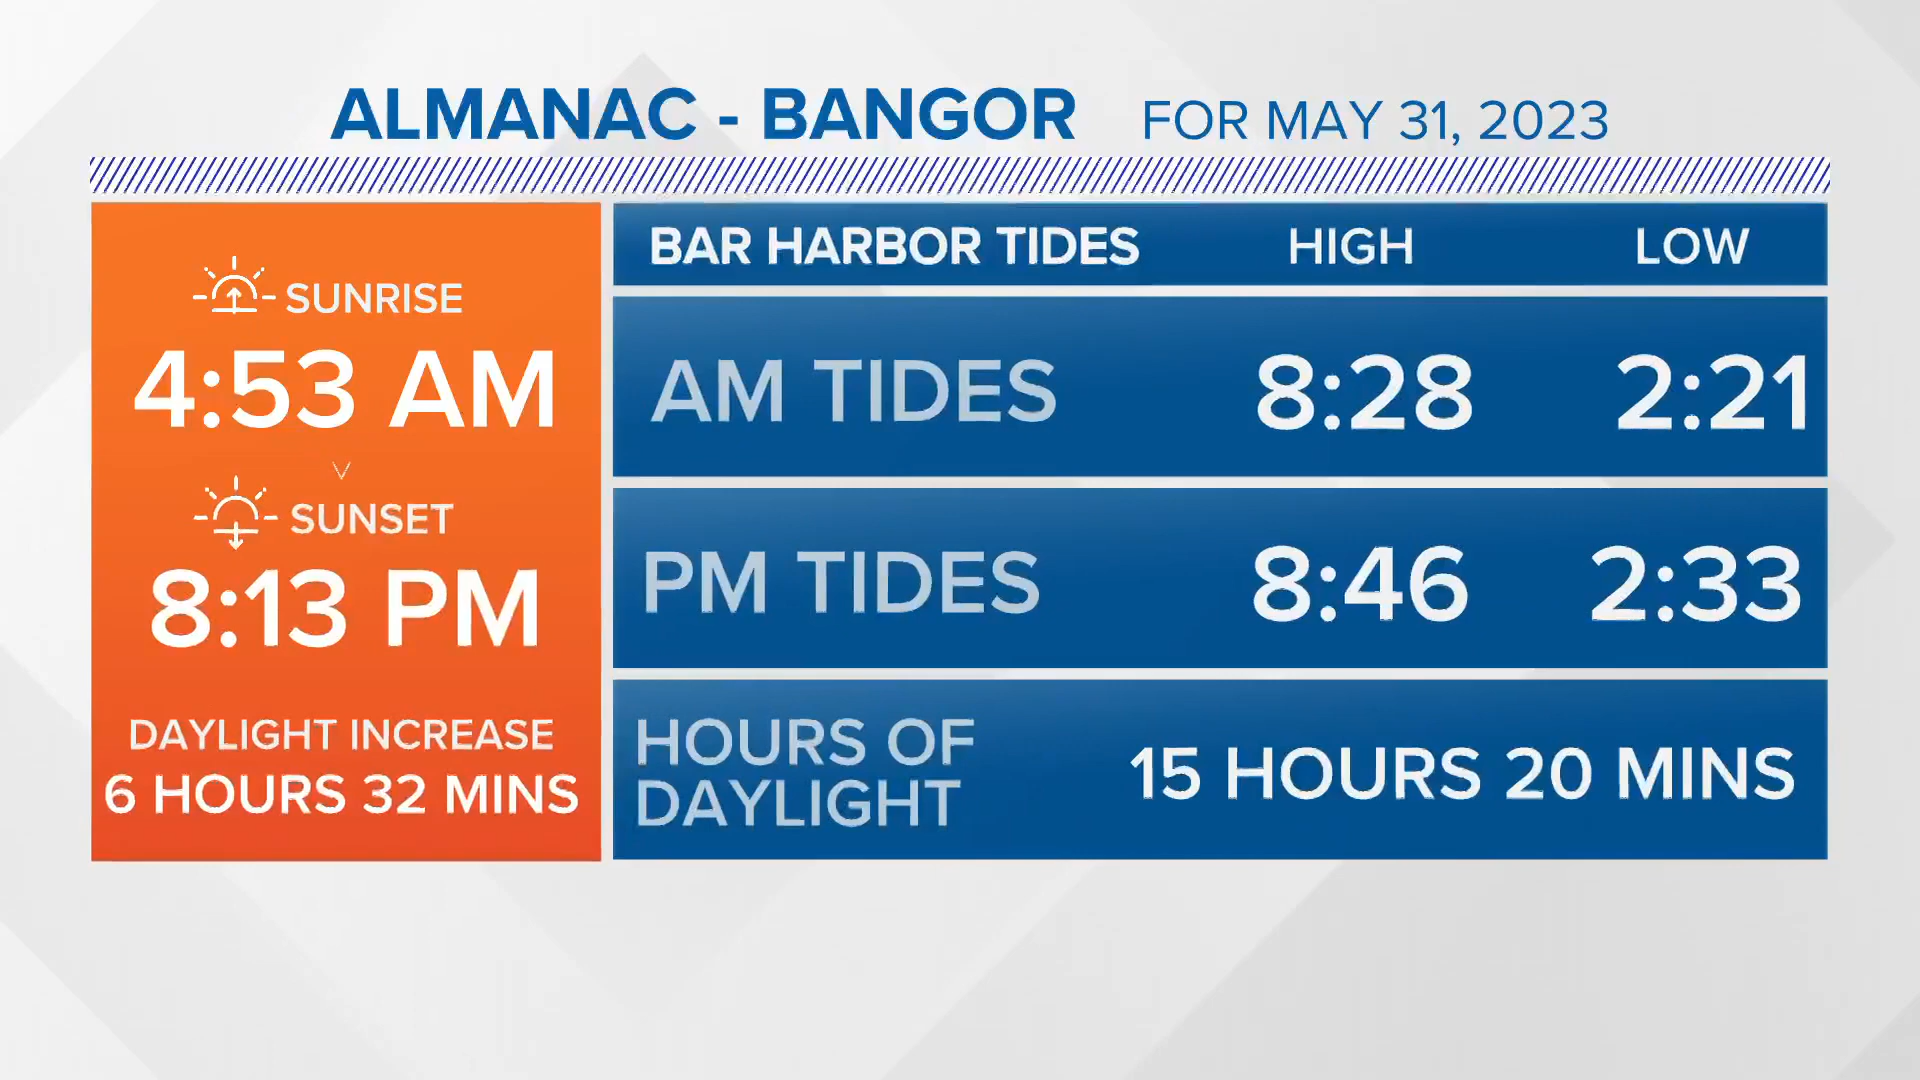 ALMANAC - BANGOR FOR MAY 31, 2023
SUNRISE
4:53 AM
SUNSET
8:13 PM
DAYLIGHT INCREASE
6 HOURS 32 MINS
BAR HARBOR TIDES HIGH LOW
AM TIDES 8:28 2:21
PM TIDES 8:46 2:33
HOURS OF
DAYLIGHT
15 HOURS 20 MINS